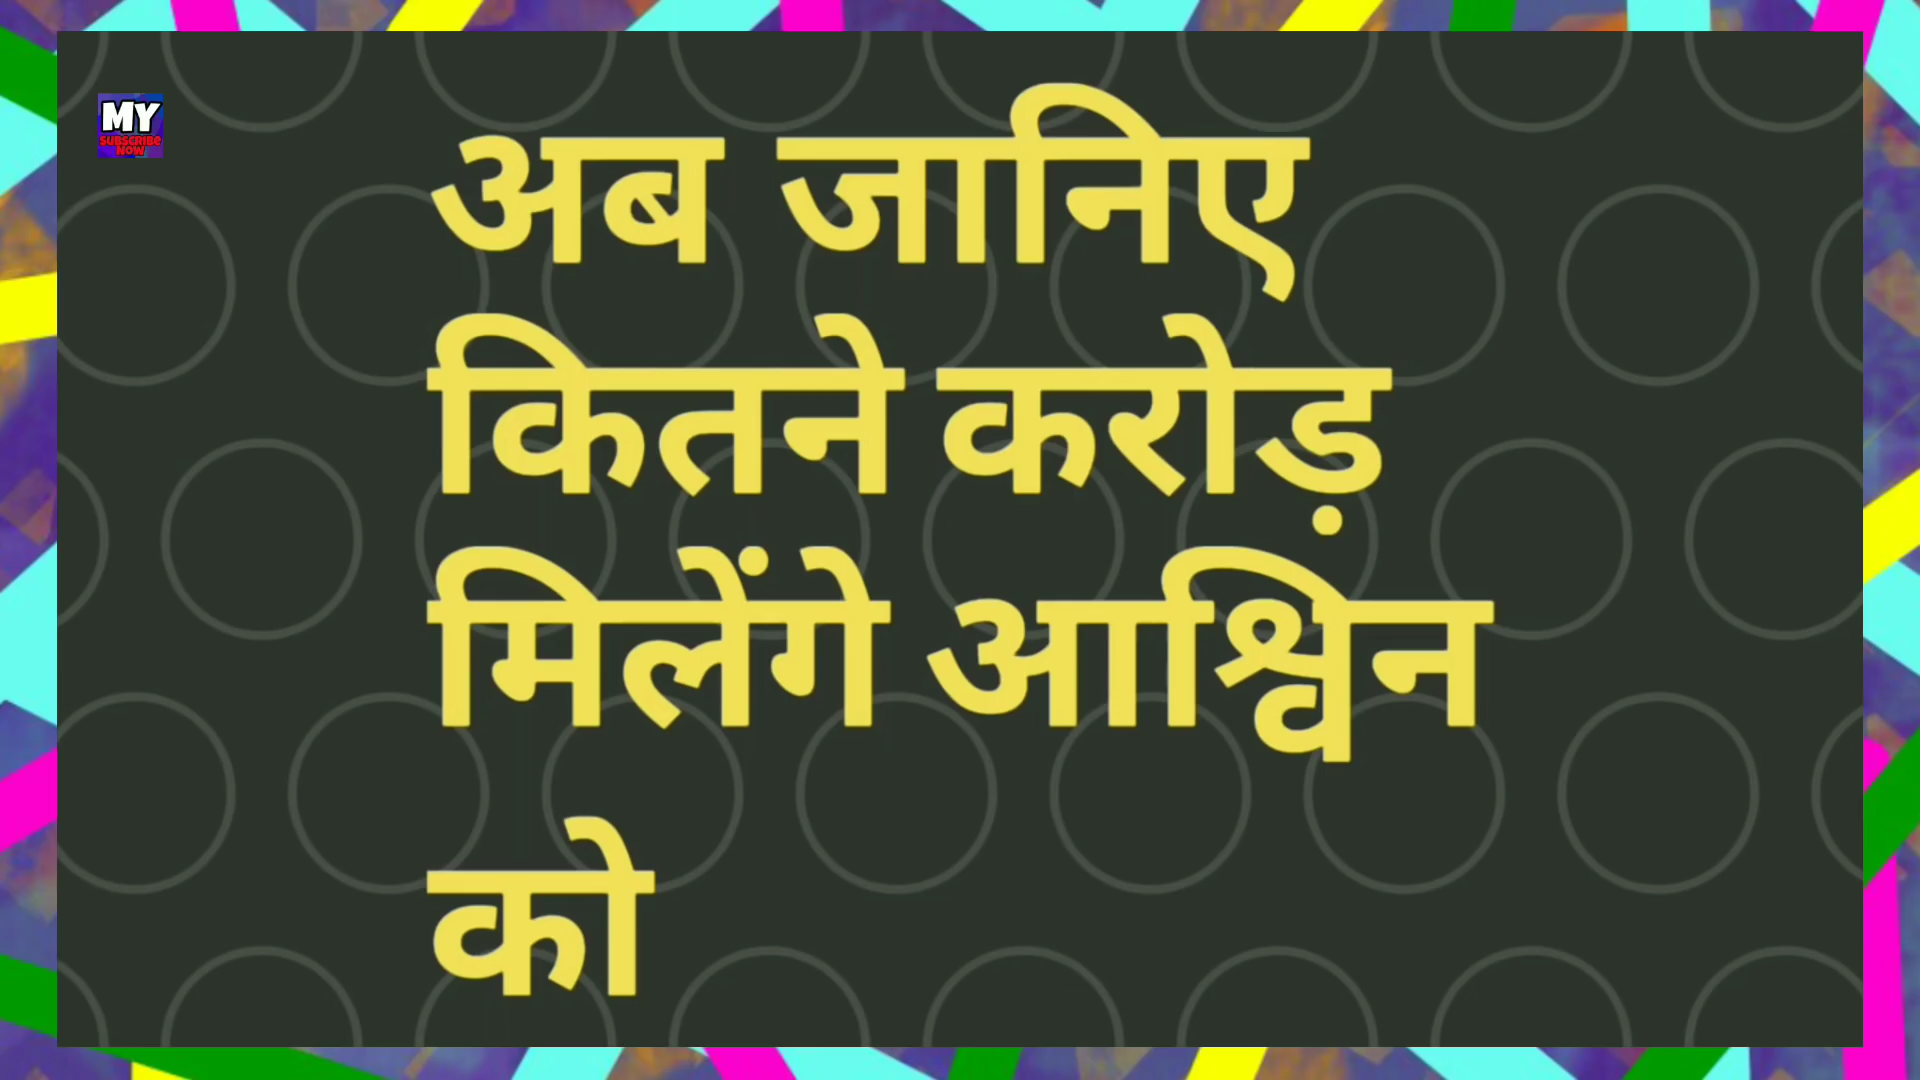 MY
SUBSCRIBE
NOW
अब जानिए
कितने करोड़
मिलेंगे आश्विन
को